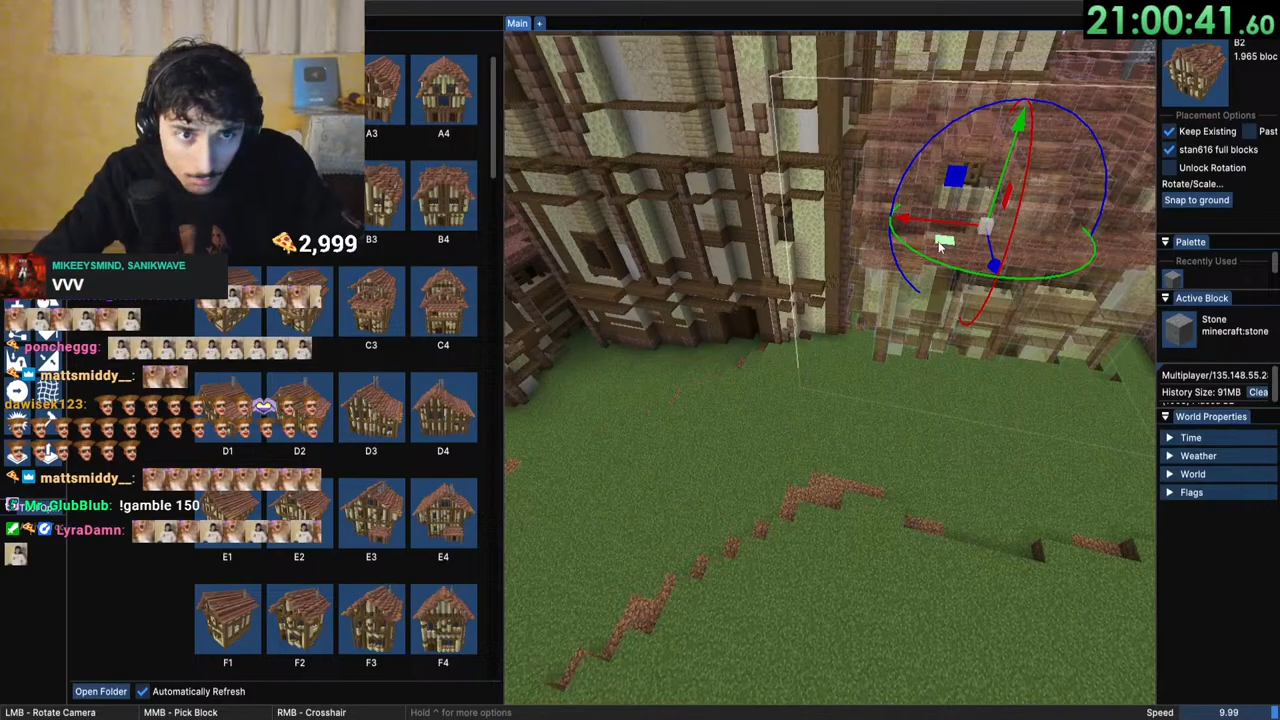 21:00:41.60
Main +
B2
1.965 bloc
Placement Options
Keep Existing Past
stan616 full blocks
Unlock Rotation
Rotate/Scale...
Snap to ground
Palette
Recently Used
Active Block
Stone
minecraft:stone
Multiplayer/135.148.55.2
History Size: 91MB Clea
World Properties
Time
Weather
World
Flags
A3 A4
B3 B4
C3 C4
D1 D2 D3 D4
E1 E2 E3 E4
F1 F2 F3 F4
2,999
MIKEEYSMIND, SANIKWAVE
VVV
poncheggg:
mattsmiddy__:
dawisek123:
mattsmiddy__:
Mr_GlubBlub: !gamble 150
LyraDamn:
Open Folder Automatically Refresh
LMB - Rotate Camera MMB - Pick Block RMB - Crosshair Hold ^ for more options Speed 9.99